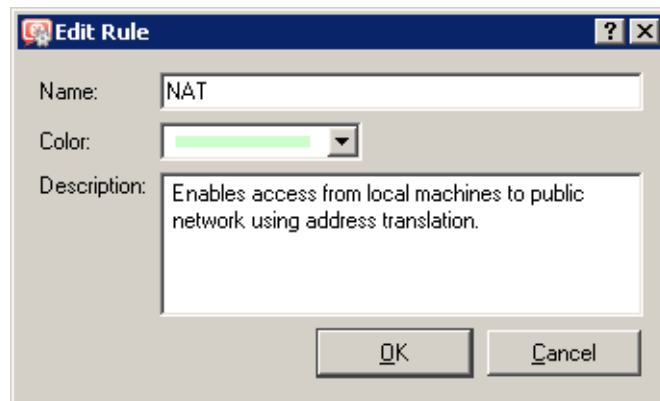 Edit Rule
?
Name:
NAT
Color:
Description:
Enables access from local machines to public
network using address translation.
OK
Cancel